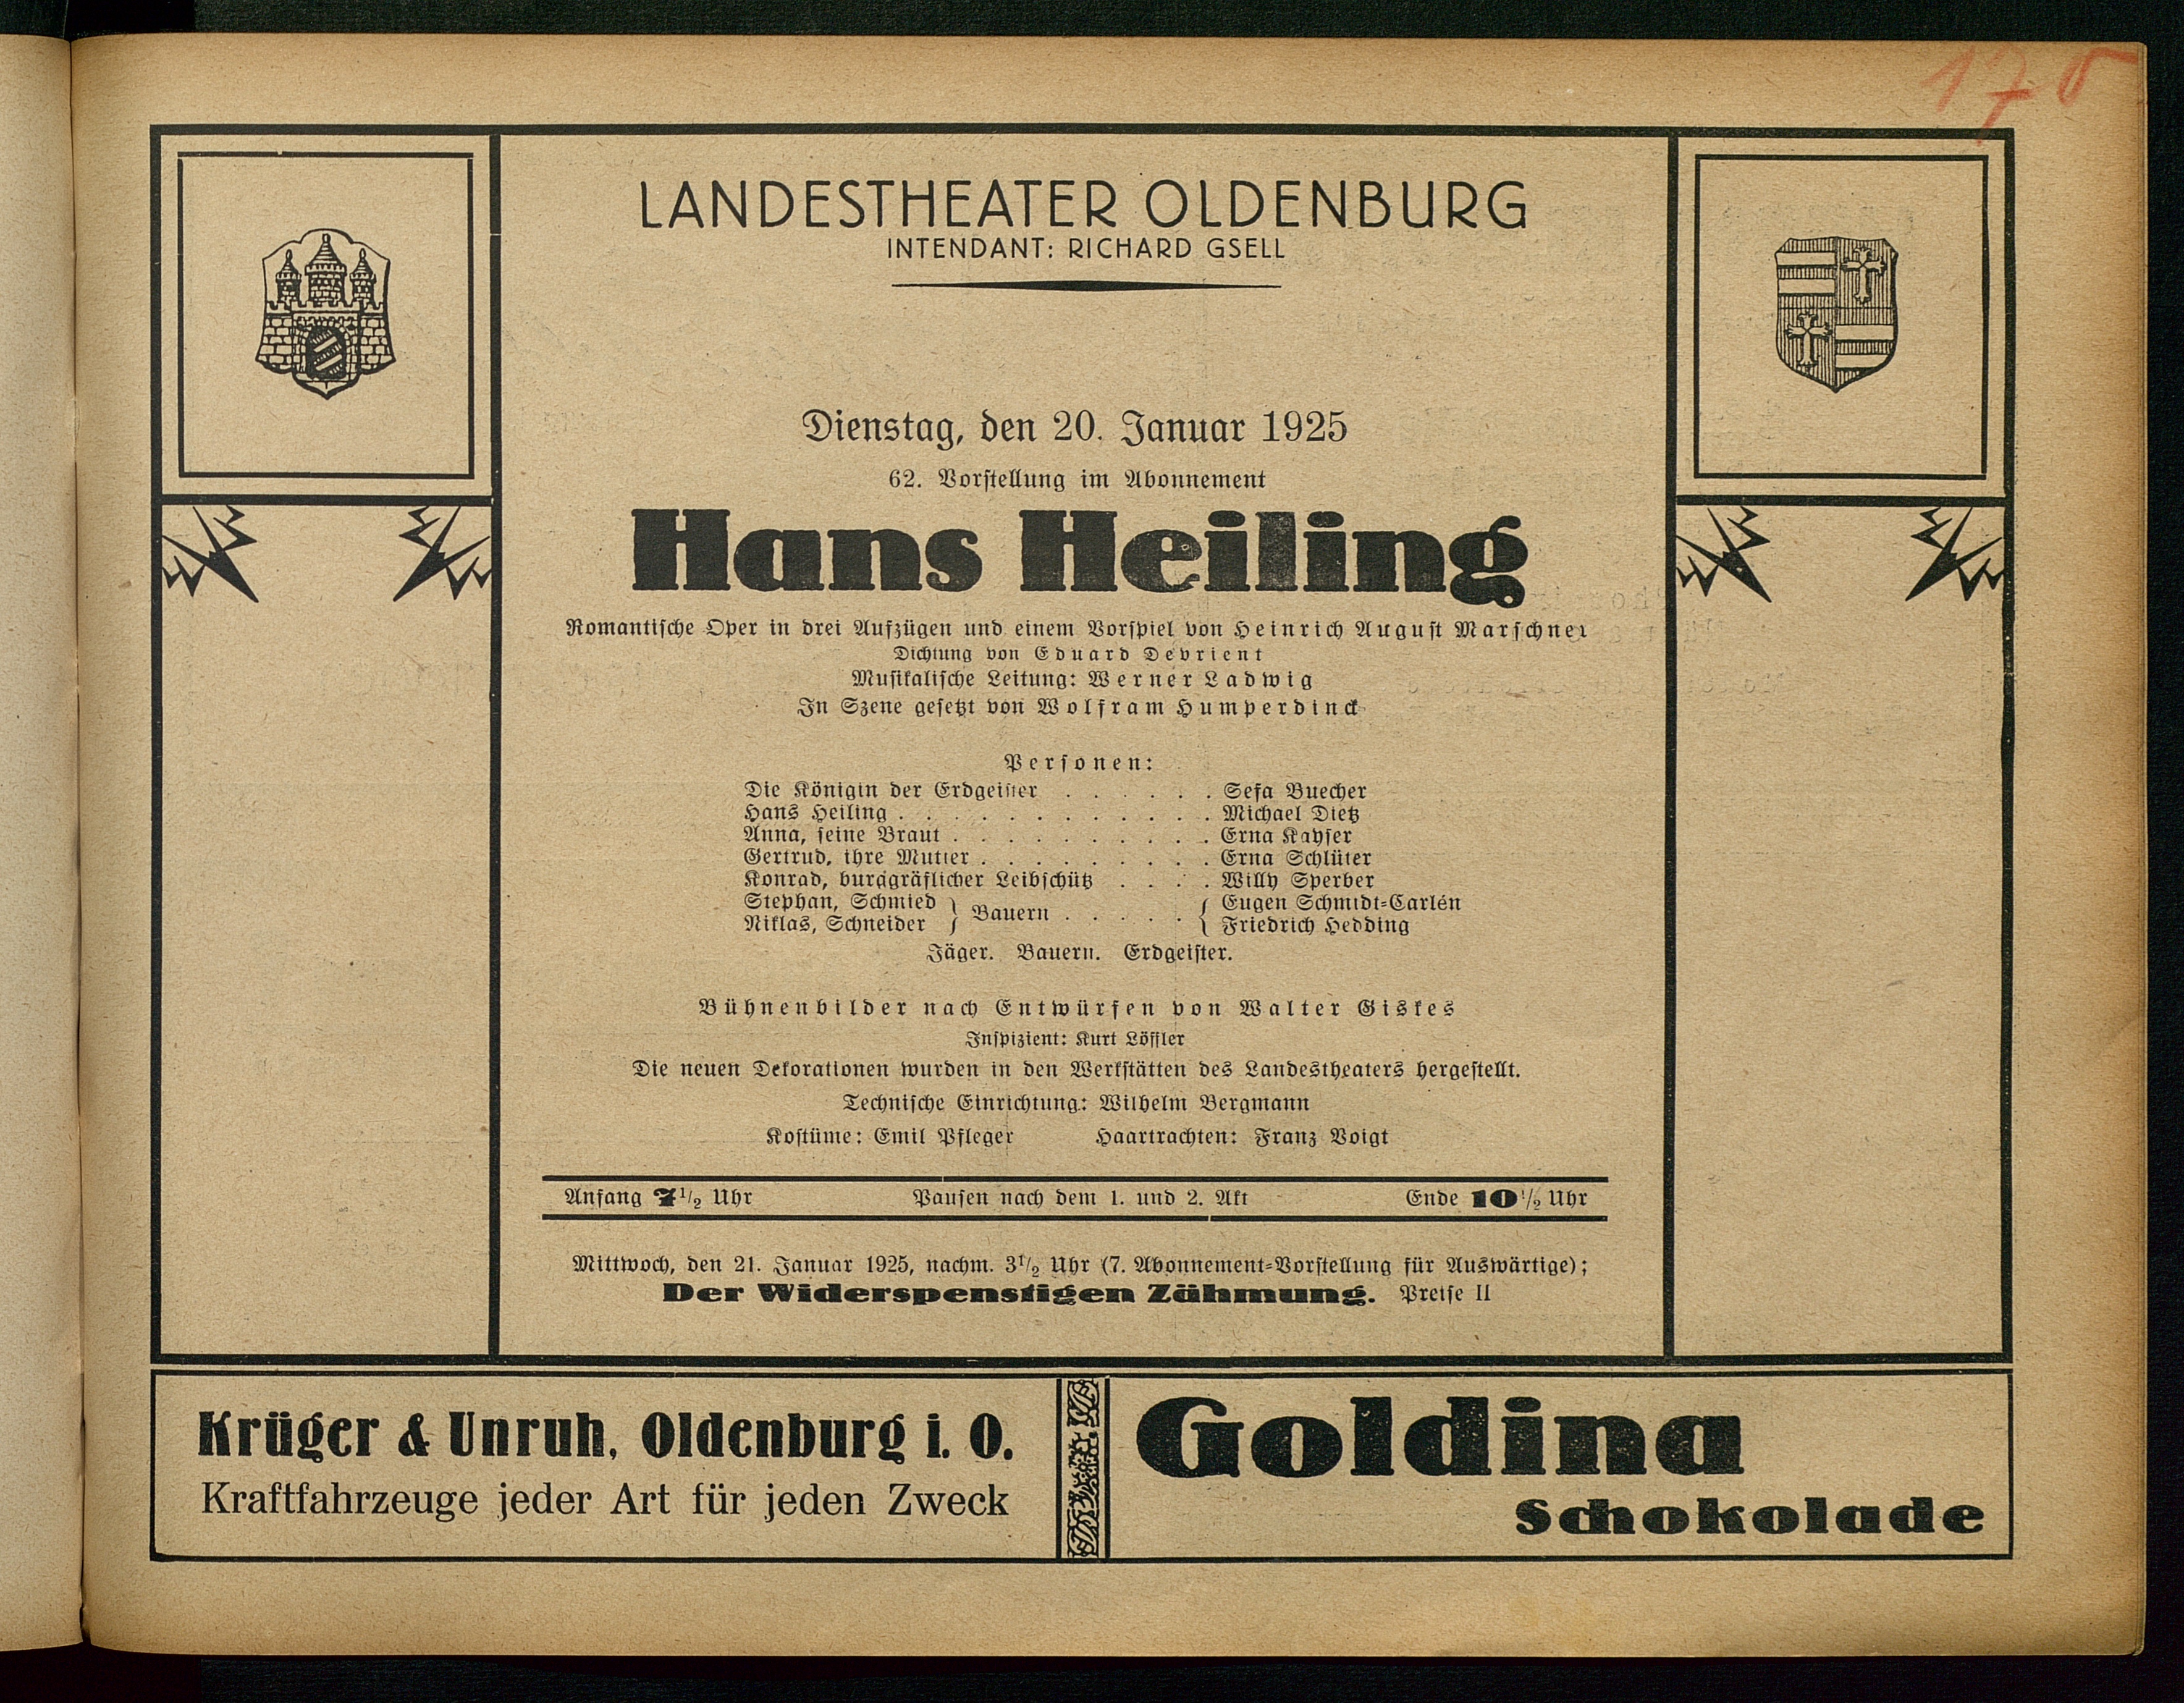 175
LANDESTHEATER OLDENBURG
INTENDANT: RICHARD GSELL
Dienstag, den 20. Januar 1925
62. Vorstellung im Abonnement
Hans Heiling
Romantische Oper in drei Aufzügen und einem Vorspiel von Heinrich August Marschner
Dichtung von Eduard Devrient
Musikalische Leitung: Werner Ladwig
In Szene gesetzt von Wolfram Humperdinck
Personen:
Die Königin der Erdgeister . . . . . . Sefa Buecher
Hans Heiling . . . . . . . . . . . . Michael Dietz
Anna, seine Braut . . . . . . . . . . Erna Kayser
Gertrud, ihre Mutter . . . . . . . . . Erna Schlüter
Konrad, burggräflicher Leibschütz . . . . Willy Sperber
Stephan, Schmied } Bauern . . . . . { Eugen Schmidt-Carlén
Niklas, Schneider } { Friedrich Hedding
Jäger. Bauern. Erdgeister.
Bühnenbilder nach Entwürfen von Walter Giskes
Inspizient: Kurt Löffler
Die neuen Dekorationen wurden in den Werkstätten des Landestheaters hergestellt.
Technische Einrichtung: Wilhelm Bergmann
Kostüme: Emil Pfleger Haartrachten: Franz Voigt
Anfang 7 1/2 Uhr Pausen nach dem 1. und 2. Akt Ende 10 1/2 Uhr
Mittwoch, den 21. Januar 1925, nachm. 3 1/2 Uhr (7. Abonnement-Vorstellung für Auswärtige);
Der Widerspenstigen Zähmung. Preise II
Krüger & Unruh, Oldenburg i. O.
Kraftfahrzeuge jeder Art für jeden Zweck
Goldina
Schokolade